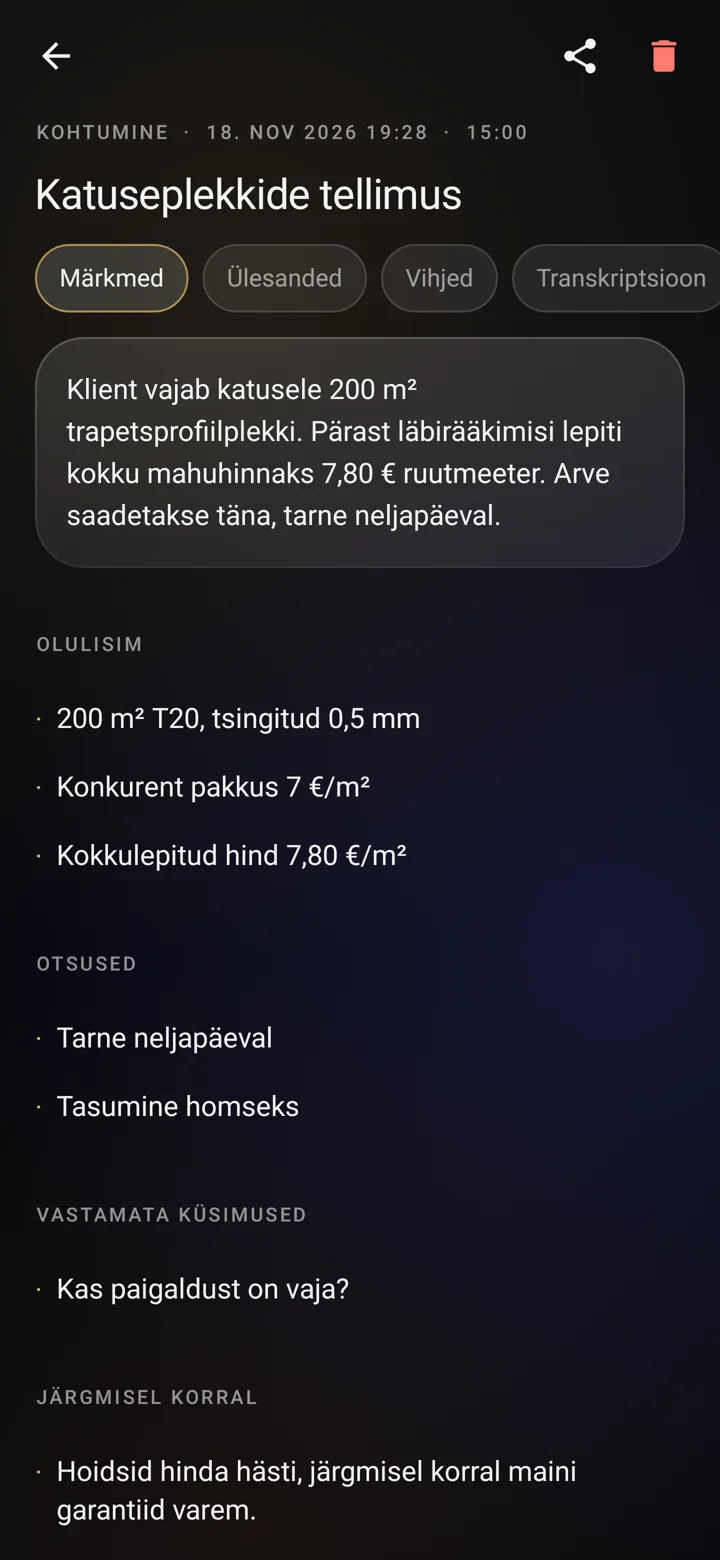 KOHTUMINE · 18. NOV 2026 19:28 · 15:00
Katuseplekkide tellimus
Märkmed Ülesanded Vihjed Transkriptsioon
Klient vajab katusele 200 m²
trapetsprofiilplekki. Pärast läbirääkimisi lepiti
kokku mahuhinnaks 7,80 € ruutmeeter. Arve
saadetakse täna, tarne neljapäeval.
OLULISIM
· 200 m² T20, tsingitud 0,5 mm
· Konkurent pakkus 7 €/m²
· Kokkulepitud hind 7,80 €/m²
OTSUSED
· Tarne neljapäeval
· Tasumine homseks
VASTAMATA KÜSIMUSED
· Kas paigaldust on vaja?
JÄRGMISEL KORRAL
· Hoidsid hinda hästi, järgmisel korral maini
garantiid varem.